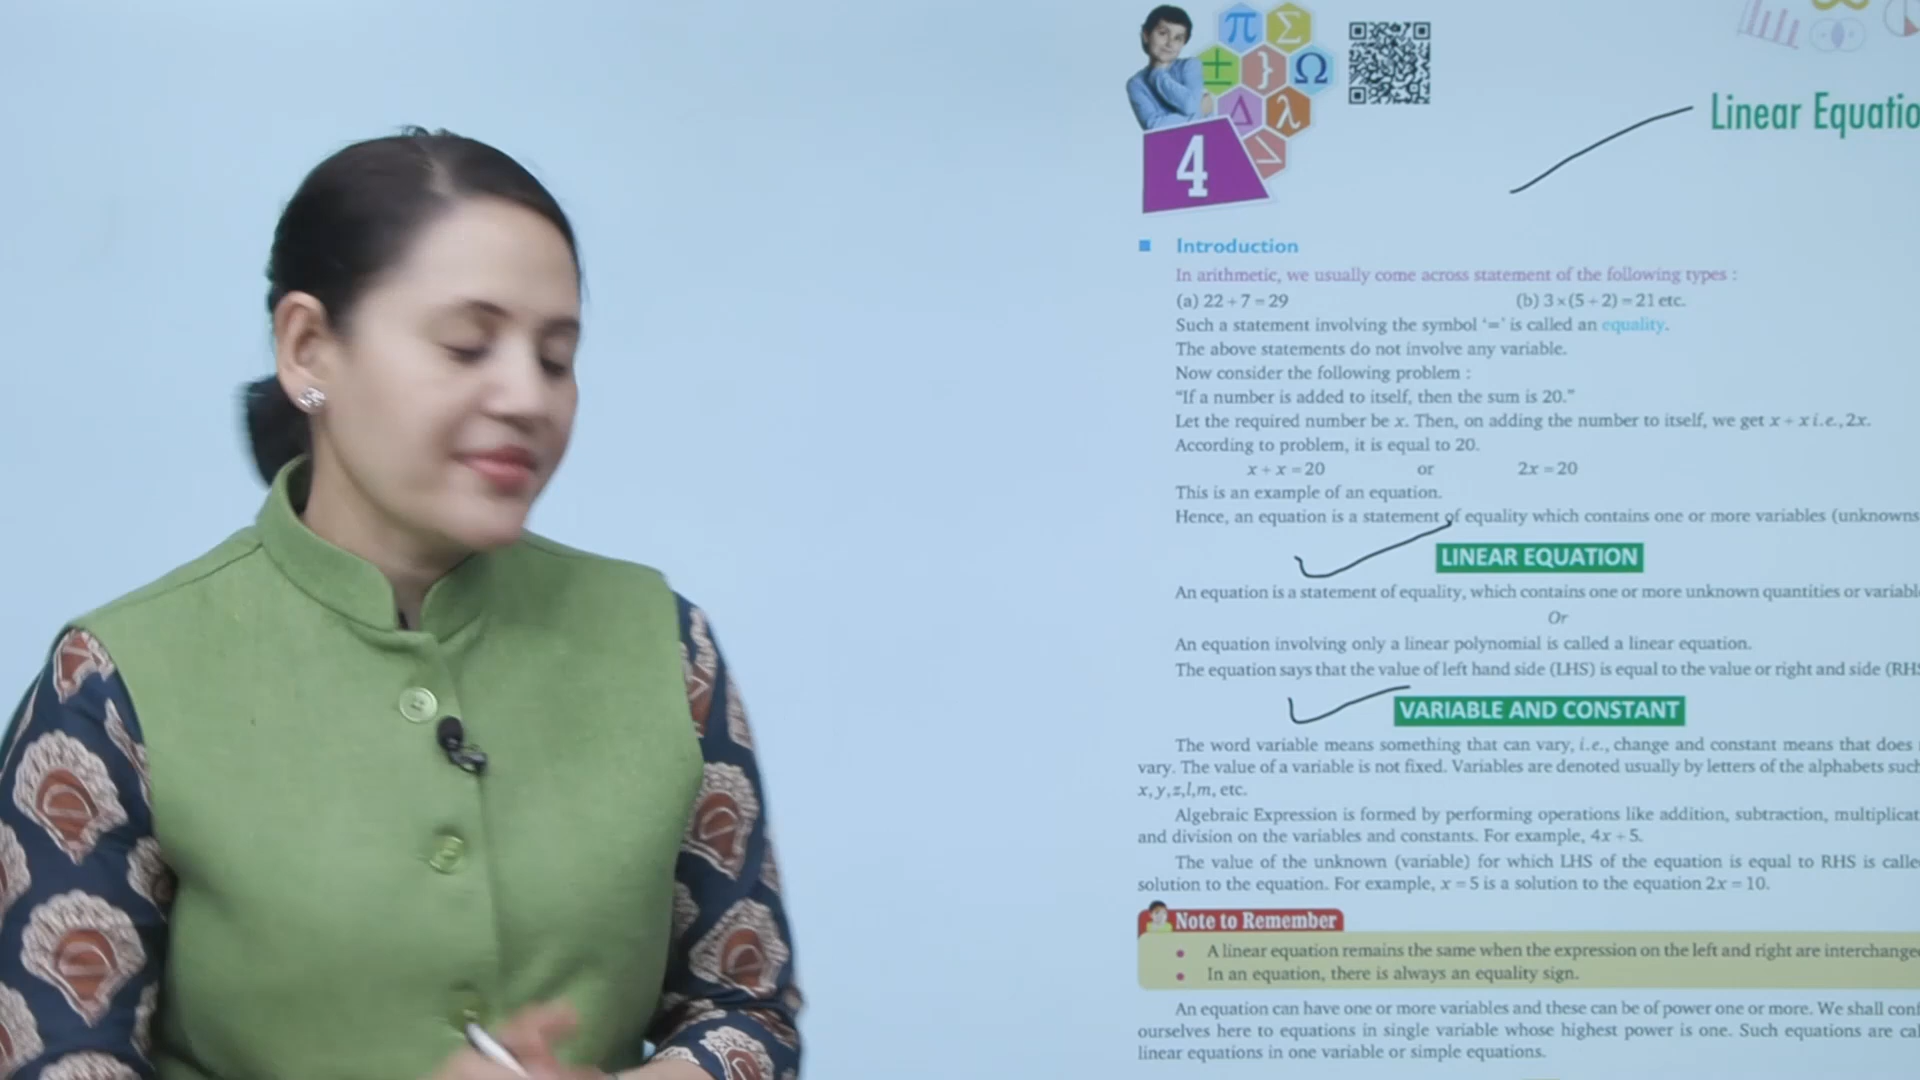 π Σ
± } Ω
Δ λ
4
Linear Equatio
Introduction
In arithmetic, we usually come across statement of the following types :
(a) 22 + 7 = 29 (b) 3 × (5 + 2) = 21 etc.
Such a statement involving the symbol ‘=’ is called an equality.
The above statements do not involve any variable.
Now consider the following problem :
“If a number is added to itself, then the sum is 20.”
Let the required number be x. Then, on adding the number to itself, we get x + x i.e., 2x.
According to problem, it is equal to 20.
x + x = 20 or 2x = 20
This is an example of an equation.
Hence, an equation is a statement of equality which contains one or more variables (unknowns
LINEAR EQUATION
An equation is a statement of equality, which contains one or more unknown quantities or variabl
Or
An equation involving only a linear polynomial is called a linear equation.
The equation says that the value of left hand side (LHS) is equal to the value or right and side (RHS
VARIABLE AND CONSTANT
The word variable means something that can vary, i.e., change and constant means that does
vary. The value of a variable is not fixed. Variables are denoted usually by letters of the alphabets such
x, y, z, l, m, etc.
Algebraic Expression is formed by performing operations like addition, subtraction, multiplicat
and division on the variables and constants. For example, 4x + 5.
The value of the unknown (variable) for which LHS of the equation is equal to RHS is calle
solution to the equation. For example, x = 5 is a solution to the equation 2x = 10.
Note to Remember
• A linear equation remains the same when the expression on the left and right are interchange
• In an equation, there is always an equality sign.
An equation can have one or more variables and these can be of power one or more. We shall conf
ourselves here to equations in single variable whose highest power is one. Such equations are cal
linear equations in one variable or simple equations.